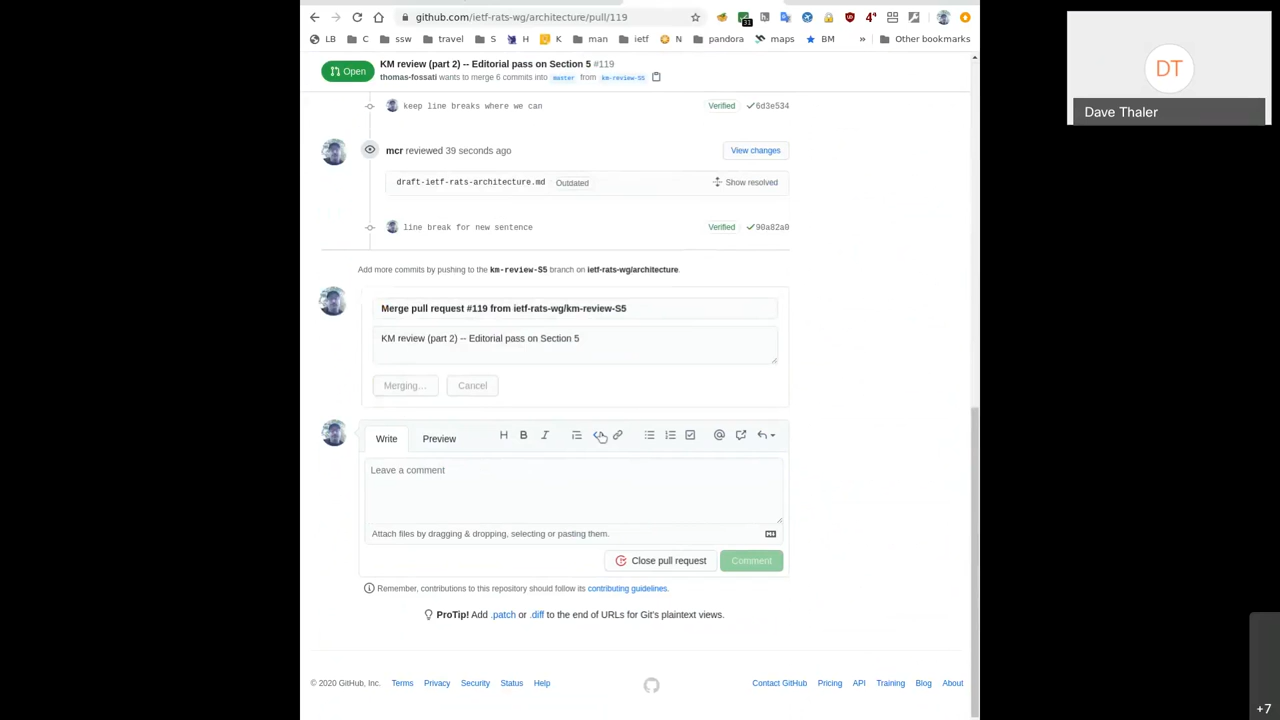 github.com/ietf-rats-wg/architecture/pull/119
31
LB C ssw travel S H K man ietf N pandora maps BM » Other bookmarks
Open
KM review (part 2) -- Editorial pass on Section 5 #119
thomas-fossati wants to merge 6 commits into master from km-review-S5
keep line breaks where we can Verified 6d3e534
mcr reviewed 39 seconds ago View changes
draft-ietf-rats-architecture.md Outdated Show resolved
line break for new sentence Verified 90a82a0
Add more commits by pushing to the km-review-S5 branch on ietf-rats-wg/architecture.
Merge pull request #119 from ietf-rats-wg/km-review-S5
KM review (part 2) -- Editorial pass on Section 5
Merging… Cancel
Write Preview H B I
Leave a comment
Attach files by dragging & dropping, selecting or pasting them.
Close pull request Comment
Remember, contributions to this repository should follow its contributing guidelines.
ProTip! Add .patch or .diff to the end of URLs for Git's plaintext views.
© 2020 GitHub, Inc. Terms Privacy Security Status Help Contact GitHub Pricing API Training Blog About
DT
Dave Thaler
+7